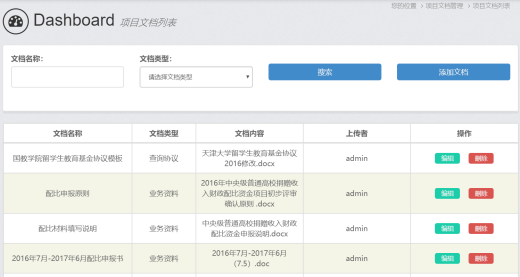 您的位置 > 项目文档管理 > 项目文档列表
Dashboard 项目文档列表
文档名称: 文档类型:
请选择文档类型 搜索 添加文档
文档名称 文档类型 文档内容 上传者 操作
国教学院留学生教育基金协议模板 查询协议 天津大学留学生教育基金协议
2016修改.docx admin 编辑 删除
配比申报原则 业务资料 2016年中央级普通高校捐赠收
入财政配比资金项目初步评审
确认原则 .docx admin 编辑 删除
配比材料填写说明 业务资料 中央级普通高校捐赠收入财政
配比资金申报说明.docx admin 编辑 删除
2016年7月-2017年6月配比申报书 业务资料 2016年7月-2017年6月
（7.5）.doc admin 编辑 删除